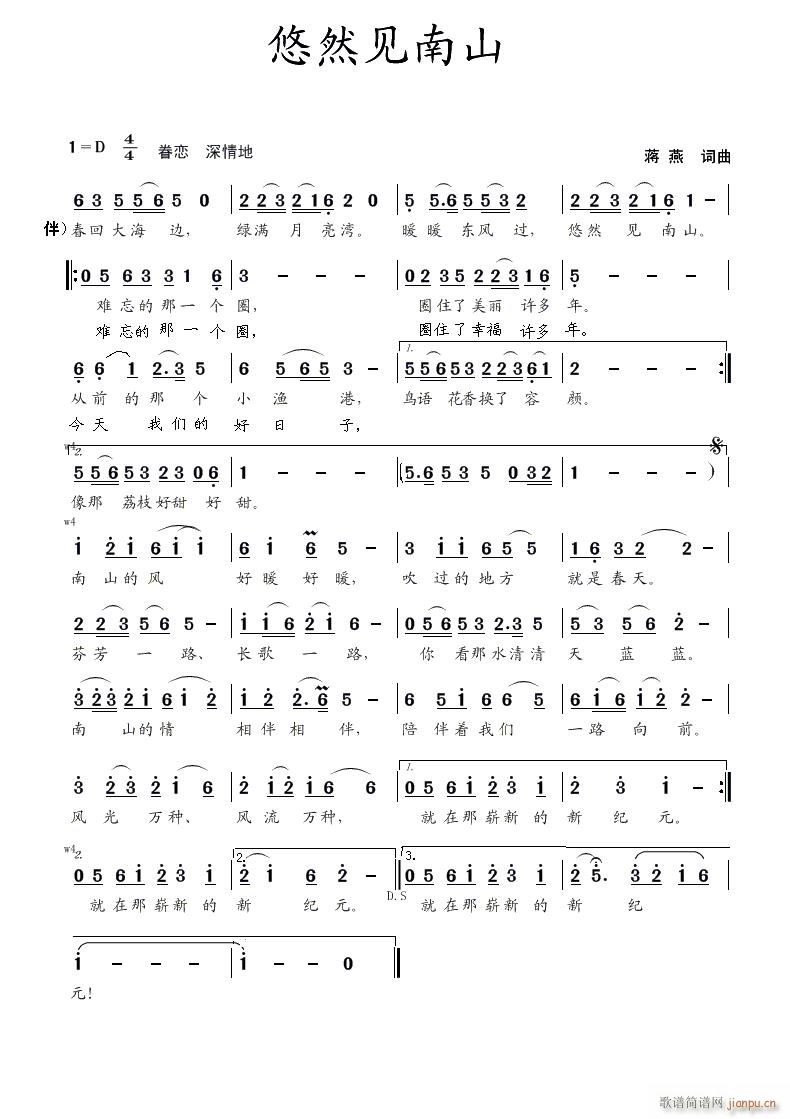 悠然见南山
1=D 4/4 眷恋 深情地 蒋燕 词曲
6 3 5 5 6 5 0 | 2 2 3 2 1 6 2 0 | 5 5.6 5 5 3 2 | 2 2 3 2 1 6 1 – |
伴）春回大海 边， 绿满 月 亮湾。 暖 暖 东风 过， 悠然 见 南山。
0 5 6 3 3 1 6 | 3 – – – | 0 2 3 5 2 2 3 1 6 | 5 – – – |
难忘的那一个圈， 圈住了美丽 许多年。
难忘的那一个圈， 圈住了幸福 许多年。
6 6 1 2.3 5 | 6 5 6 5 3 – | 1. 5 5 6 5 3 2 2 3 6 1 | 2 – – – :|
从前 的 那 个 小 渔 港， 鸟语 花香换了 容 颜。
今天 我们的 好 日 子，
w4 2.
5 5 6 5 3 2 3 0 6 | 1 – – – | (5.6 5 3 5 0 3 2 | 1 – – – )
像那 荔枝好甜 好 甜。
w4
1 2 1 6 1 1 | 6 1 6 5 – | 3 1 1 6 5 5 | 1 6 3 2 2 – |
南 山的 风 好暖 好 暖， 吹 过的 地方 就是 春天。
2 2 3 5 6 5 – | 1 1 6 2 1 6 – | 0 5 6 5 3 2.3 5 | 5 3 5 6 2 – |
芬芳 一 路、 长歌 一 路， 你 看那水清清 天 蓝 蓝。
3 2 3 2 1 6 1 2 | 1 2 2. 6 5 – | 6 5 1 6 6 5 | 6 1 6 1 2 – |
南 山的 情 相伴 相 伴， 陪 伴着我们 一路 向 前。
3 2 3 2 1 6 | 2 1 2 1 6 6 | 1. 0 5 6 1 2 3 1 | 2 3 1 – :|
风 光 万种、 风 流 万种， 就在那崭新的 新 纪 元。
w4 2. 2. 3.
0 5 6 1 2 3 1 | 2 1 6 2 – | 0 5 6 1 2 3 1 | 2 5. 3 2 1 6 |
D.S
就在那崭新 的 新 纪 元。 就在那崭新的 新 纪
1 – – – | 1 – – 0 ||
元！
歌谱简谱网
jianpu.cn